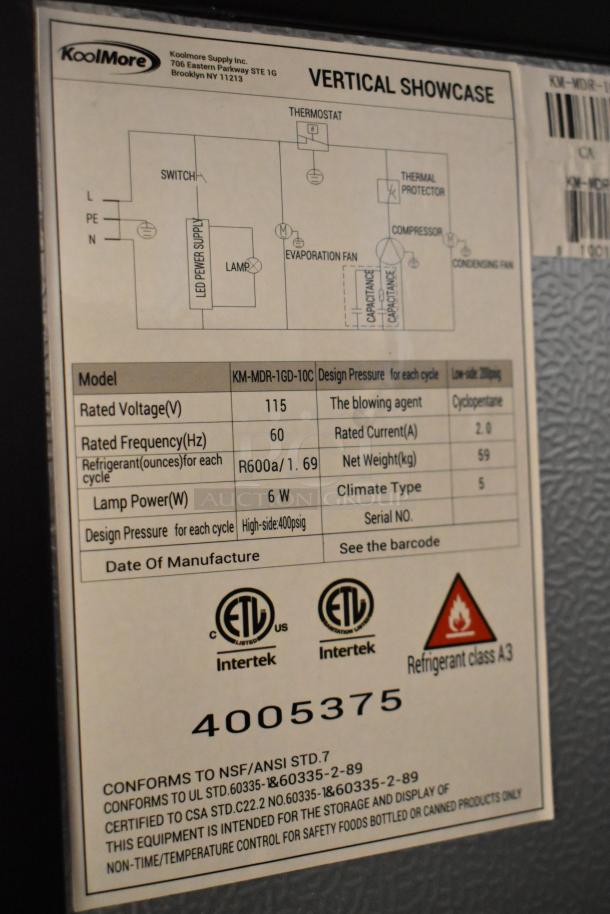 KoolMore
Koolmore Supply Inc.
706 Eastern Parkway STE 1G
Brooklyn NY 11213
VERTICAL SHOWCASE
THERMOSTAT
SWITCH
THERMAL
PROTECTOR
L
PE
N
LED POWER SUPPLY
LAMP
M
EVAPORATION FAN
COMPRESSOR
M
CONDENSING FAN
CAPACITANCE
CAPACITANCE
Model KM-MDR-1GD-10C Design Pressure for each cycle Low-side: 200psig
Rated Voltage(V) 115 The blowing agent Cyclopentane
Rated Frequency(Hz) 60 Rated Current(A) 2.0
Refrigerant(ounces)for each
cycle R600a/1.69 Net Weight(kg) 59
Lamp Power(W) 6 W Climate Type 5
Design Pressure for each cycle High-side:400psig Serial NO.
Date Of Manufacture See the barcode
AUCTION GROUP
ETL
LISTED
C US
Intertek
ETL
SANITATION LISTED
Intertek
Refrigerant class A3
4005375
CONFORMS TO NSF/ANSI STD.7
CONFORMS TO UL STD.60335-1&60335-2-89
CERTIFIED TO CSA STD.C22.2 NO.60335-1&60335-2-89
THIS EQUIPMENT IS INTENDED FOR THE STORAGE AND DISPLAY OF
NON-TIME/TEMPERATURE CONTROL FOR SAFETY FOODS BOTTLED OR CANNED PRODUCTS ONLY
KM-MDR-1
CA
KM-MDR